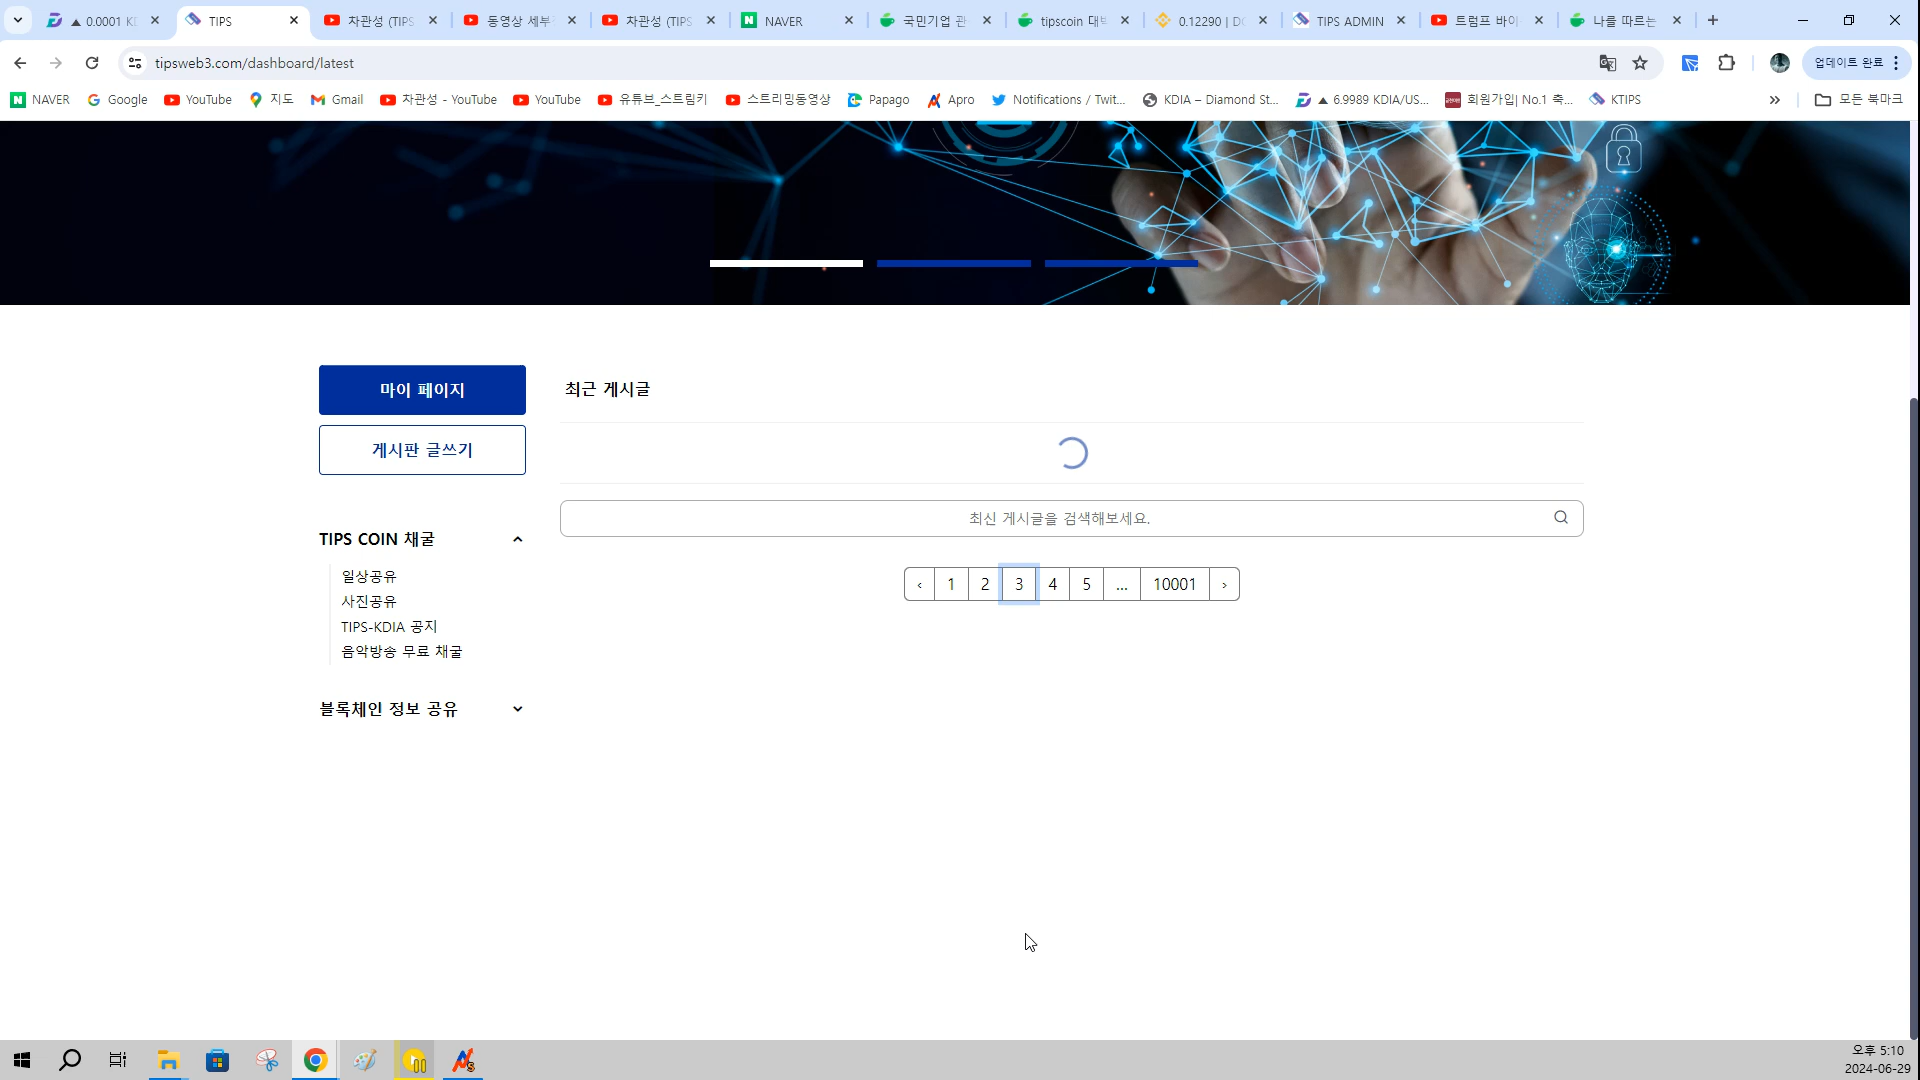 ▲ 0.0001 K
TIPS
차관성 (TIPS
동영상 세부
차관성 (TIPS
NAVER
국민기업 관
tipscoin 대박
0.12290 | D
TIPS ADMIN
트럼프 바이
나를 따르는
tipsweb3.com/dashboard/latest
업데이트 완료
NAVER
Google
YouTube
지도
Gmail
차관성 - YouTube
YouTube
유튜브_스트림키
스트리밍동영상
Papago
Apro
Notifications / Twit...
KDIA – Diamond St...
▲ 6.9989 KDIA/US...
회원가입| No.1 축...
KTIPS
»
모든 북마크
마이 페이지
게시판 글쓰기
최근 게시글
최신 게시글을 검색해보세요.
‹ 1 2 3 4 5 ... 10001 ›
TIPS COIN 채굴
일상공유
사진공유
TIPS-KDIA 공지
음악방송 무료 채굴
블록체인 정보 공유
오후 5:10
2024-06-29